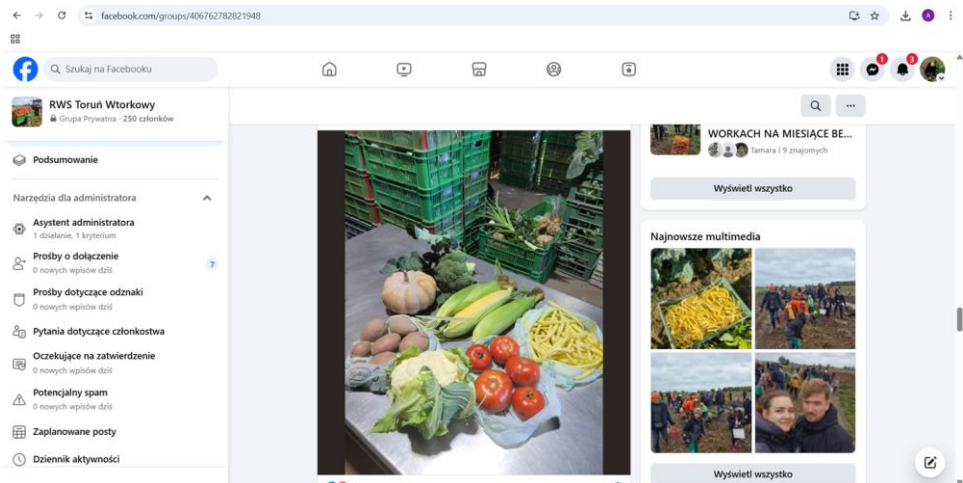 facebook.com/groups/406762782821948
Szukaj na Facebooku
1
3
RWS Toruń Wtorkowy
Grupa Prywatna · 250 członków
Podsumowanie
Narzędzia dla administratora
Asystent administratora
1 działanie, 1 kryterium
Prośby o dołączenie
0 nowych wpisów dziś
7
Prośby dotyczące odznaki
0 nowych wpisów dziś
Pytania dotyczące członkostwa
Oczekujące na zatwierdzenie
0 nowych wpisów dziś
Potencjalny spam
0 nowych wpisów dziś
Zaplanowane posty
Dziennik aktywności
WORKACH NA MIESIĄCE BE...
Tamara i 9 znajomych
Wyświetl wszystko
Najnowsze multimedia
Wyświetl wszystko